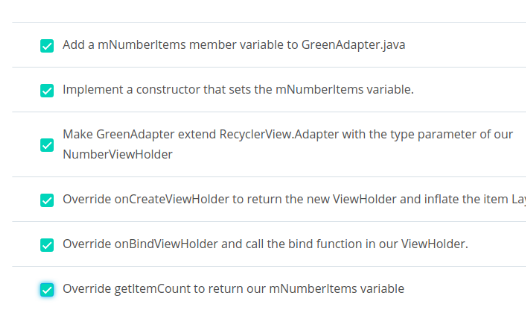 Add a mNumberItems member variable to GreenAdapter.java
Implement a constructor that sets the mNumberItems variable.
Make GreenAdapter extend RecyclerView.Adapter with the type parameter of our
NumberViewHolder
Override onCreateViewHolder to return the new ViewHolder and inflate the item
Override onBindViewHolder and call the bind function in our ViewHolder.
Override getItemCount to return our mNumberItems variable